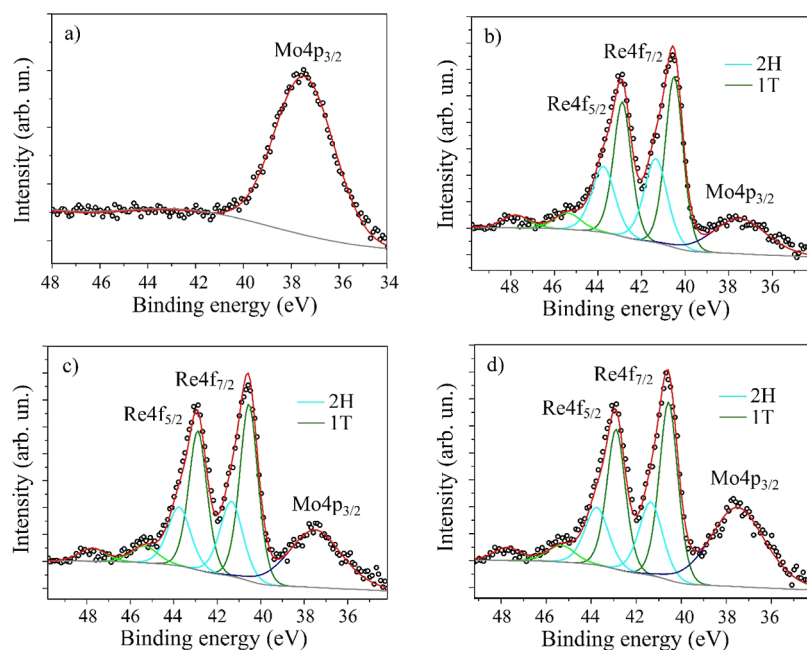 a)
Mo4p3/2
Intensity (arb. un.)
48 46 44 42 40 38 36 34
Binding energy (eV)
b)
Re4f7/2
Re4f5/2
2H
1T
Mo4p3/2
Intensity (arb. un.)
48 46 44 42 40 38 36
Binding energy (eV)
c)
Re4f7/2
Re4f5/2
2H
1T
Mo4p3/2
Intensity (arb. un.)
48 46 44 42 40 38 36
Binding energy (eV)
d)
Re4f7/2
Re4f5/2
2H
1T
Mo4p3/2
Intensity (arb. un.)
48 46 44 42 40 38 36
Binding energy (eV)